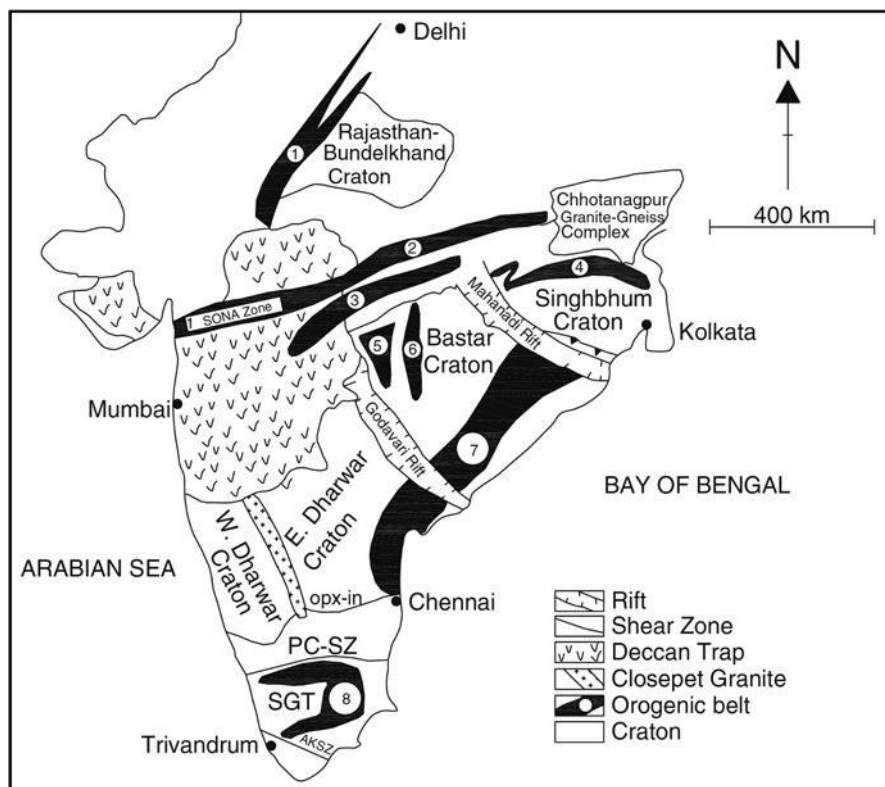 Delhi
N
1
Rajasthan-
Bundelkhand
Craton
Chhotanagpur
Granite-Gneiss
Complex
400 km
2
3
4
1 SONA Zone
Mahanadi Rift
Singhbhum
Craton
Kolkata
5
6
Bastar
Craton
Mumbai
Godavari Rift
7
BAY OF BENGAL
W. Dharwar
Craton
E. Dharwar
Craton
ARABIAN SEA
opx-in
Chennai
PC-SZ
SGT
8
Trivandrum
AKSZ
Rift
Shear Zone
Deccan Trap
Closepet Granite
Orogenic belt
Craton